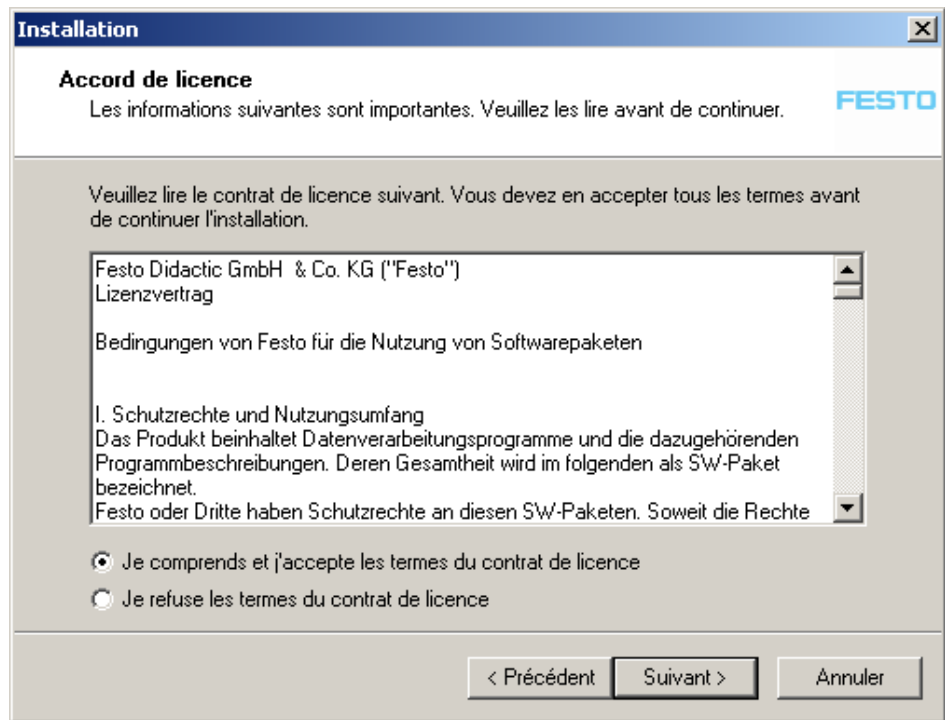 Installation
Accord de licence
Les informations suivantes sont importantes. Veuillez les lire avant de continuer.
FESTO
Veuillez lire le contrat de licence suivant. Vous devez en accepter tous les termes avant
de continuer l'installation.
Festo Didactic GmbH  & Co. KG ("Festo")
Lizenzvertrag
Bedingungen von Festo für die Nutzung von Softwarepaketen
I. Schutzrechte und Nutzungsumfang
Das Produkt beinhaltet Datenverarbeitungsprogramme und die dazugehörenden
Programmbeschreibungen. Deren Gesamtheit wird im folgenden als SW-Paket
bezeichnet.
Festo oder Dritte haben Schutzrechte an diesen SW-Paketen. Soweit die Rechte
Je comprends et j'accepte les termes du contrat de licence
Je refuse les termes du contrat de licence
< Précédent
Suivant >
Annuler